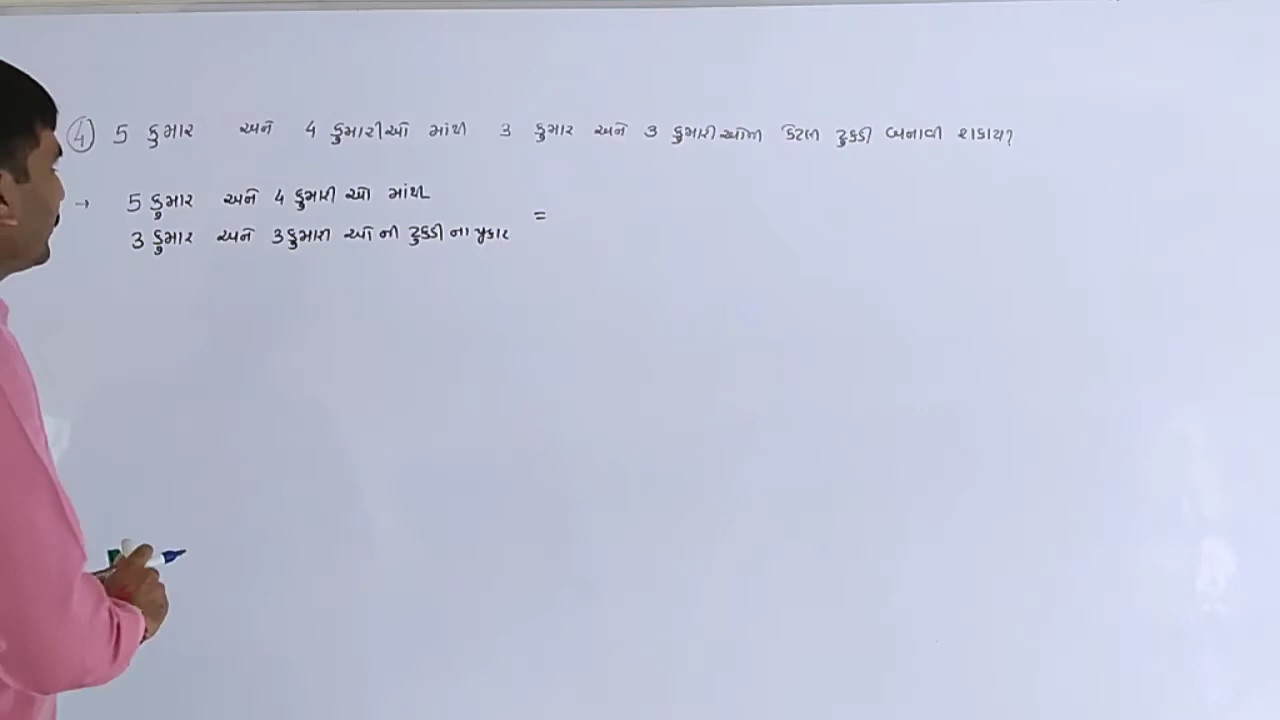 ④ 5 કુમાર અને 4 કુમારીઓ માંથી 3 કુમાર અને 3 કુમારીઓની કેટલી ટુકડી બનાવી શકાય?
→ 5 કુમાર અને 4 કુમારીઓ માંથી
3 કુમાર અને 3 કુમારીઓની ટુકડીના પ્રકાર =